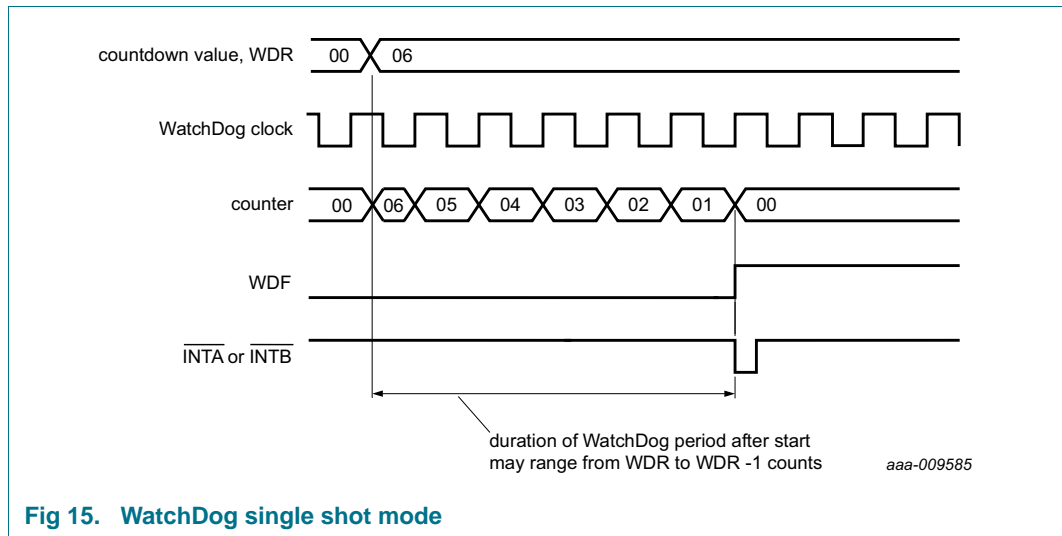 countdown value, WDR 00 06
WatchDog clock
counter 00 06 05 04 03 02 01 00
WDF
INTA or INTB
duration of WatchDog period after start
may range from WDR to WDR -1 counts
aaa-009585
Fig 15. WatchDog single shot mode